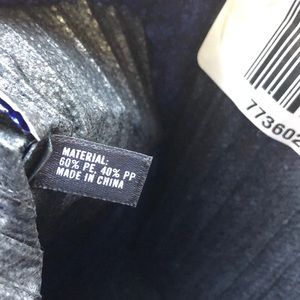 MATERIAL:
60% PE, 40% PP
MADE IN CHINA
773602